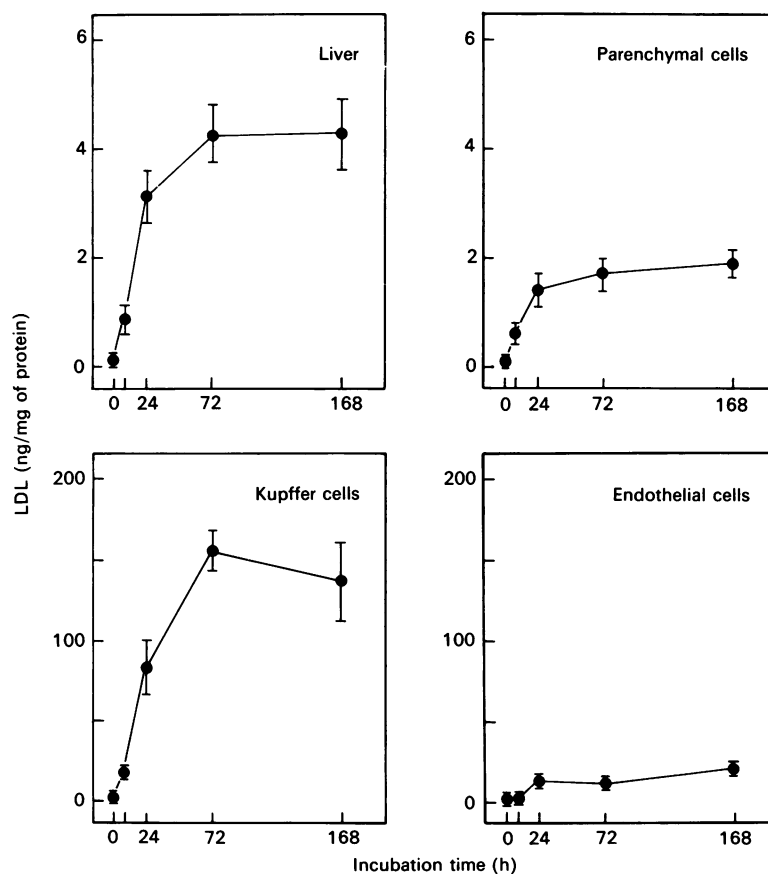 LDL (ng/mg of protein)
6
Liver
4
2
0
0 24 72 168
6
Parenchymal cells
4
2
0
0 24 72 168
200
Kupffer cells
100
0
0 24 72 168
200
Endothelial cells
100
0
0 24 72 168
Incubation time (h)